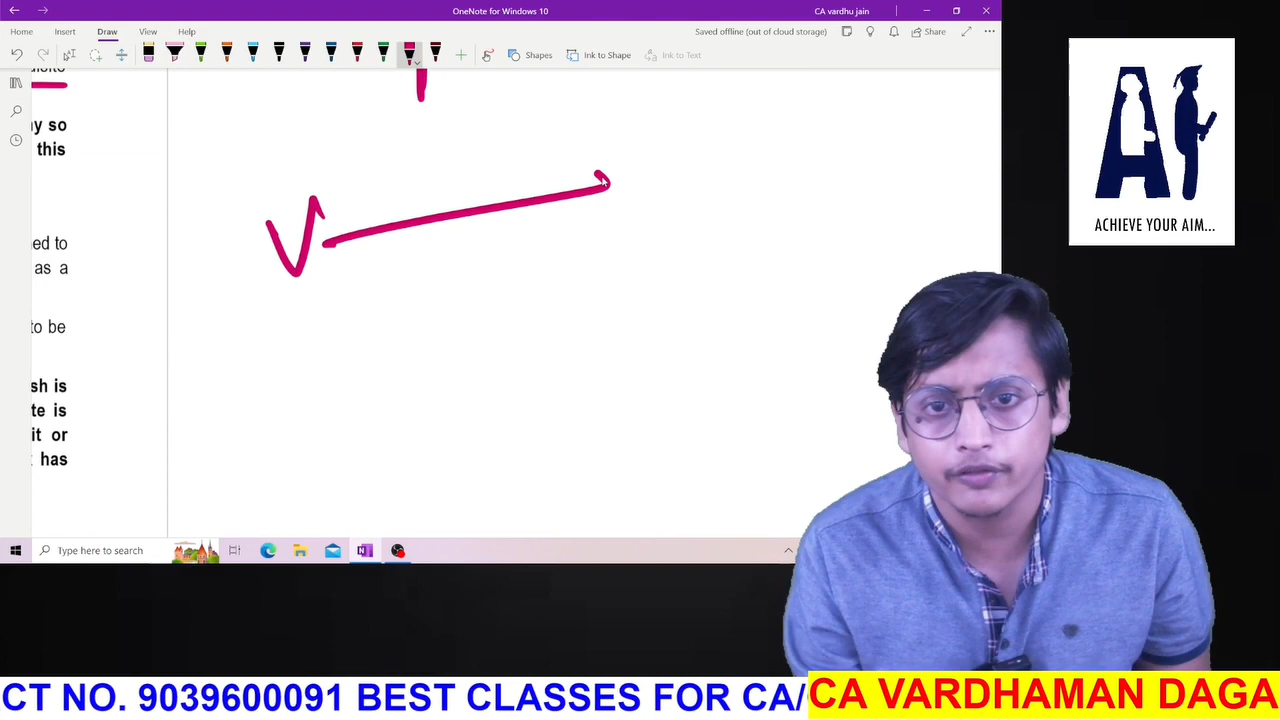 OneNote for Windows 10
CA vardhu jain
Home Insert Draw View Help
Saved offline (out of cloud storage)
Share
Shapes
Ink to Shape
Ink to Text
ny so
this
ned to
as a
to be
sh is
te is
it or
has
V
Type here to search
ACHIEVE YOUR AIM...
CT NO. 9039600091 BEST CLASSES FOR CA/
CA VARDHAMAN DAGA